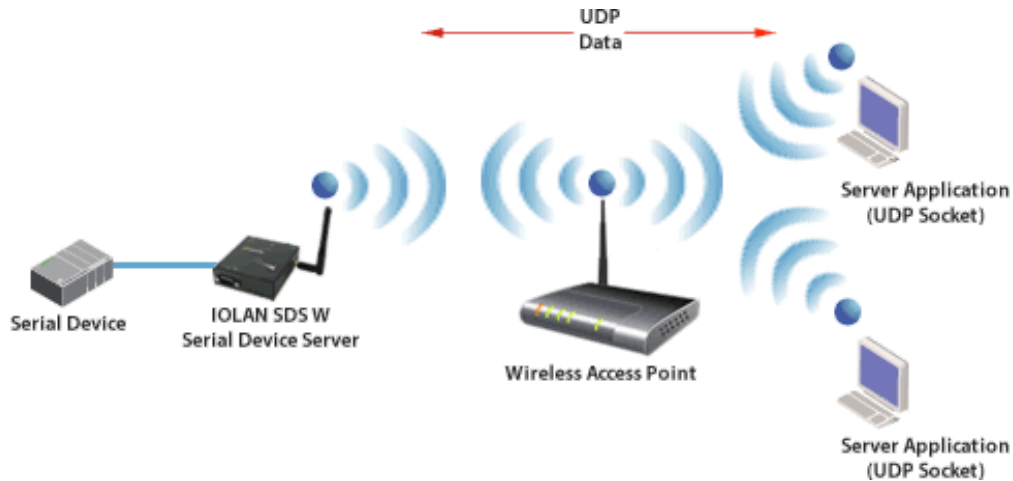 UDP
Data
Server Application
(UDP Socket)
Serial Device
IOLAN SDS W
Serial Device Server
Wireless Access Point
Server Application
(UDP Socket)